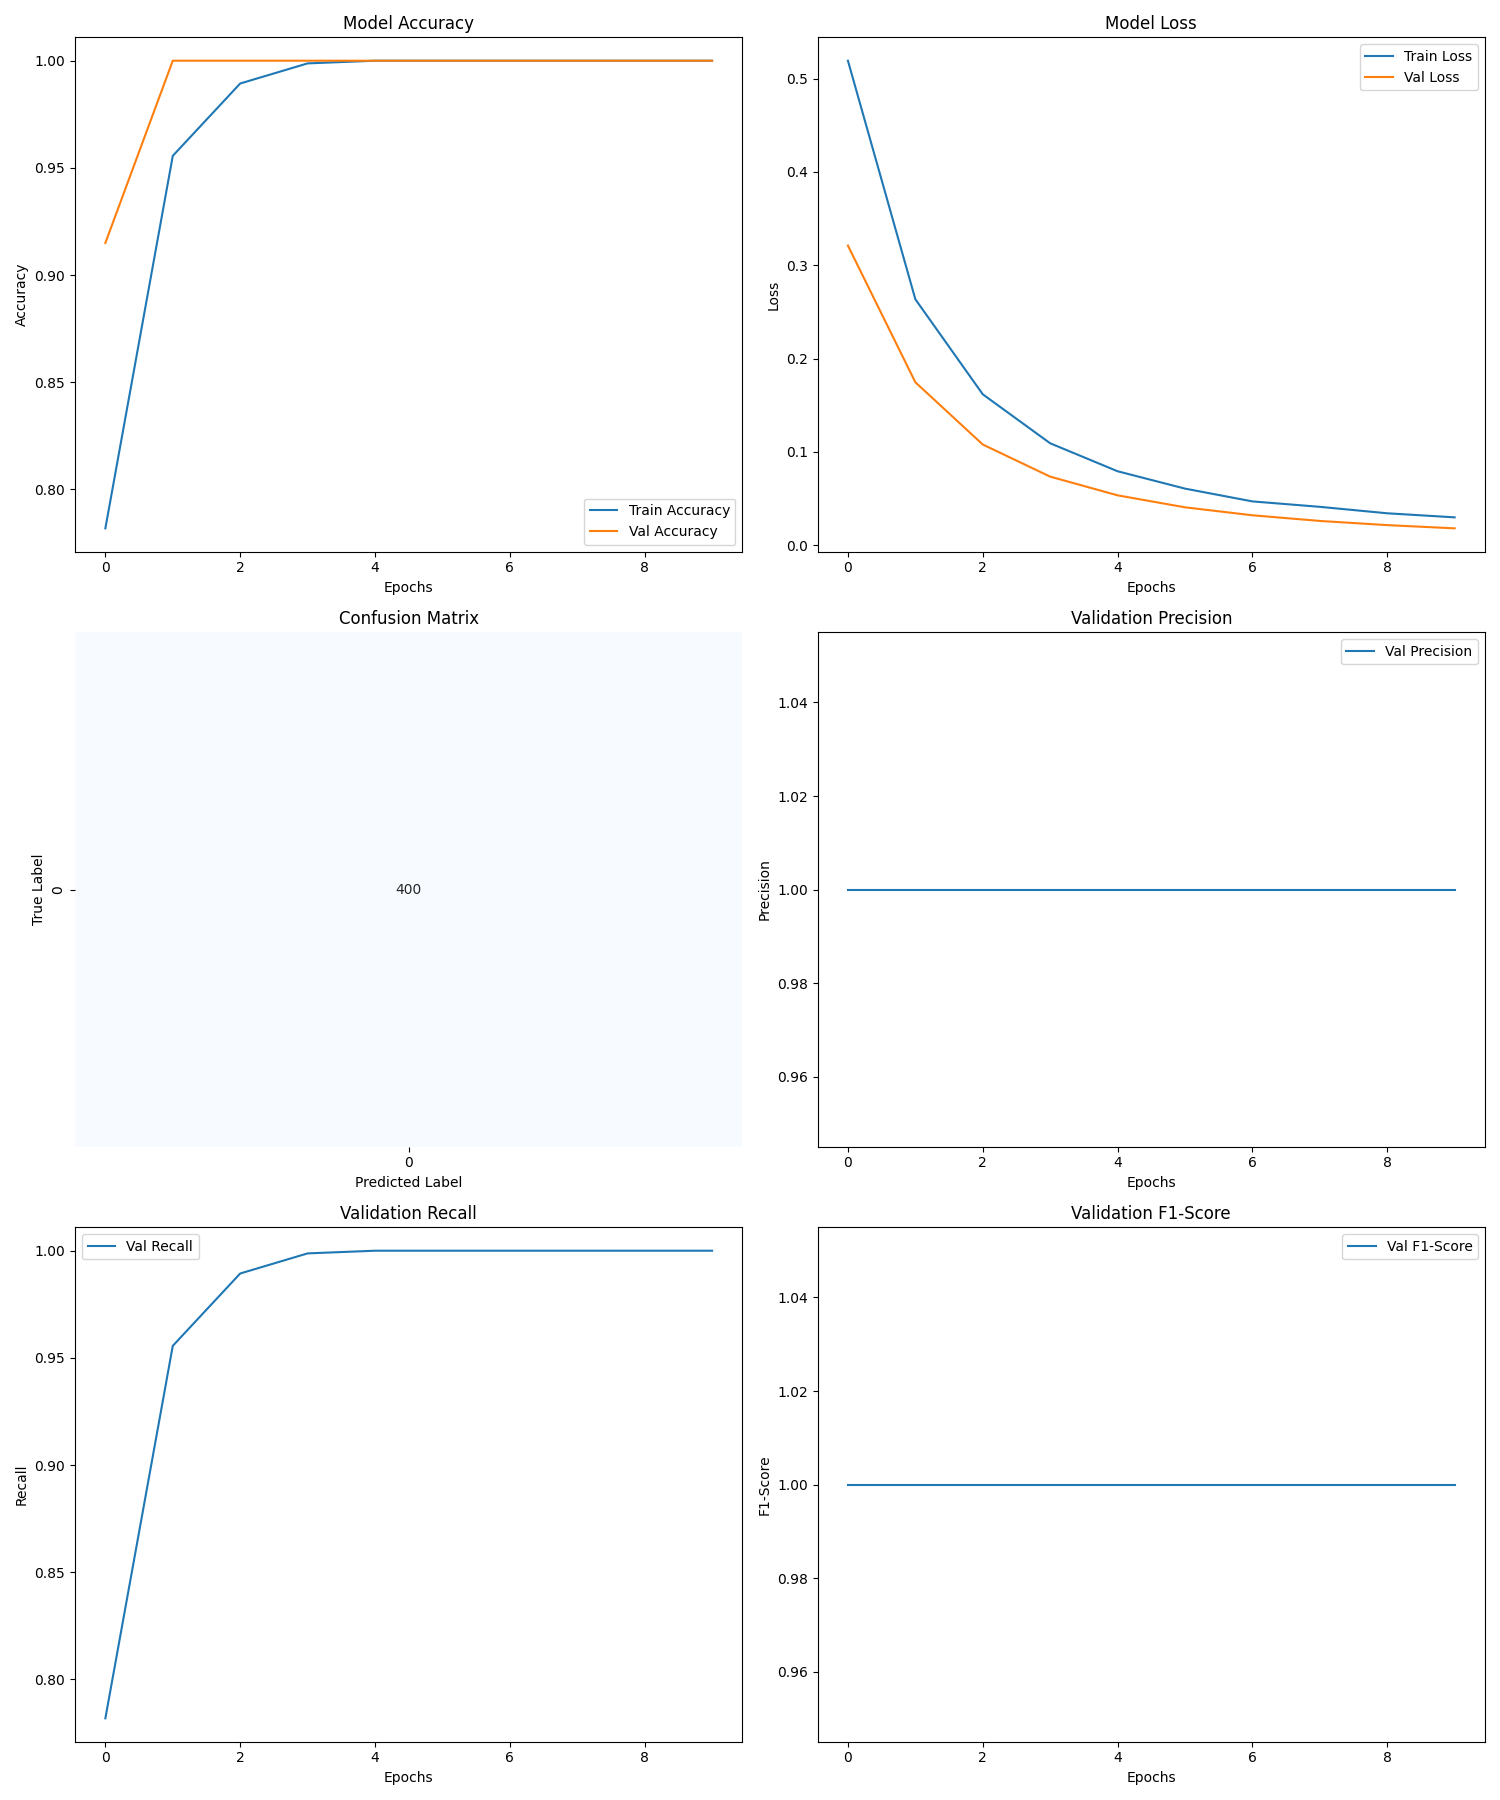 Model Accuracy
1.00
0.95
0.90
0.85
0.80
Accuracy
Train Accuracy
Val Accuracy
0 2 4 6 8
Epochs
Model Loss
Train Loss
Val Loss
0.5
0.4
0.3
0.2
0.1
0.0
Loss
0 2 4 6 8
Epochs
Confusion Matrix
True Label
0
400
0
Predicted Label
Validation Precision
Val Precision
1.04
1.02
1.00
0.98
0.96
Precision
0 2 4 6 8
Epochs
Validation Recall
Val Recall
1.00
0.95
0.90
0.85
0.80
Recall
0 2 4 6 8
Epochs
Validation F1-Score
Val F1-Score
1.04
1.02
1.00
0.98
0.96
F1-Score
0 2 4 6 8
Epochs